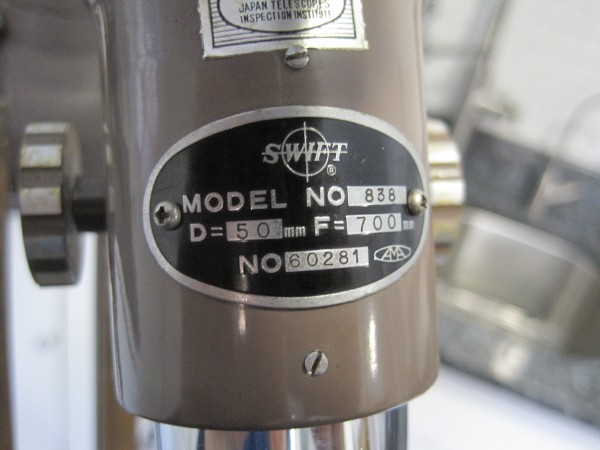 JAPAN TELESCOPES
INSPECTION INSTITUTE
SWIFT
®
MODEL NO 838
D= 50 mm F= 700 mm
NO 60281